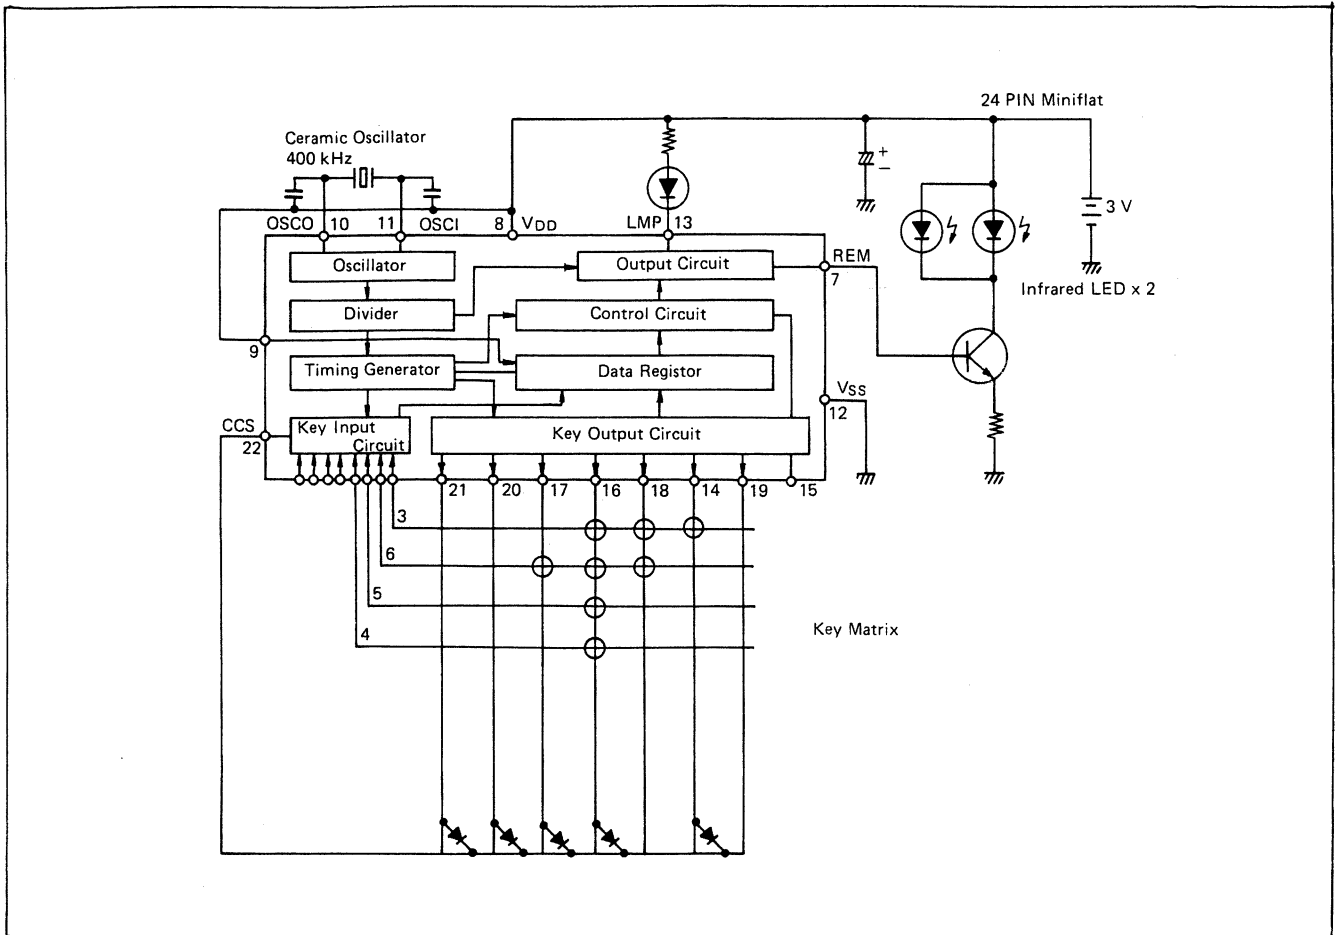 24 PIN Miniflat
Ceramic Oscillator
400 kHz
+
−
3 V
OSCO 10 11 OSCI 8 VDD LMP 13
REM
7
Infrared LED x 2
Oscillator
Output Circuit
Divider
Control Circuit
9
Timing Generator
Data Registor
VSS
12
CCS
22
Key Input
Circuit
Key Output Circuit
21 20 17 16 18 14 19 15
3
6
5
4
Key Matrix